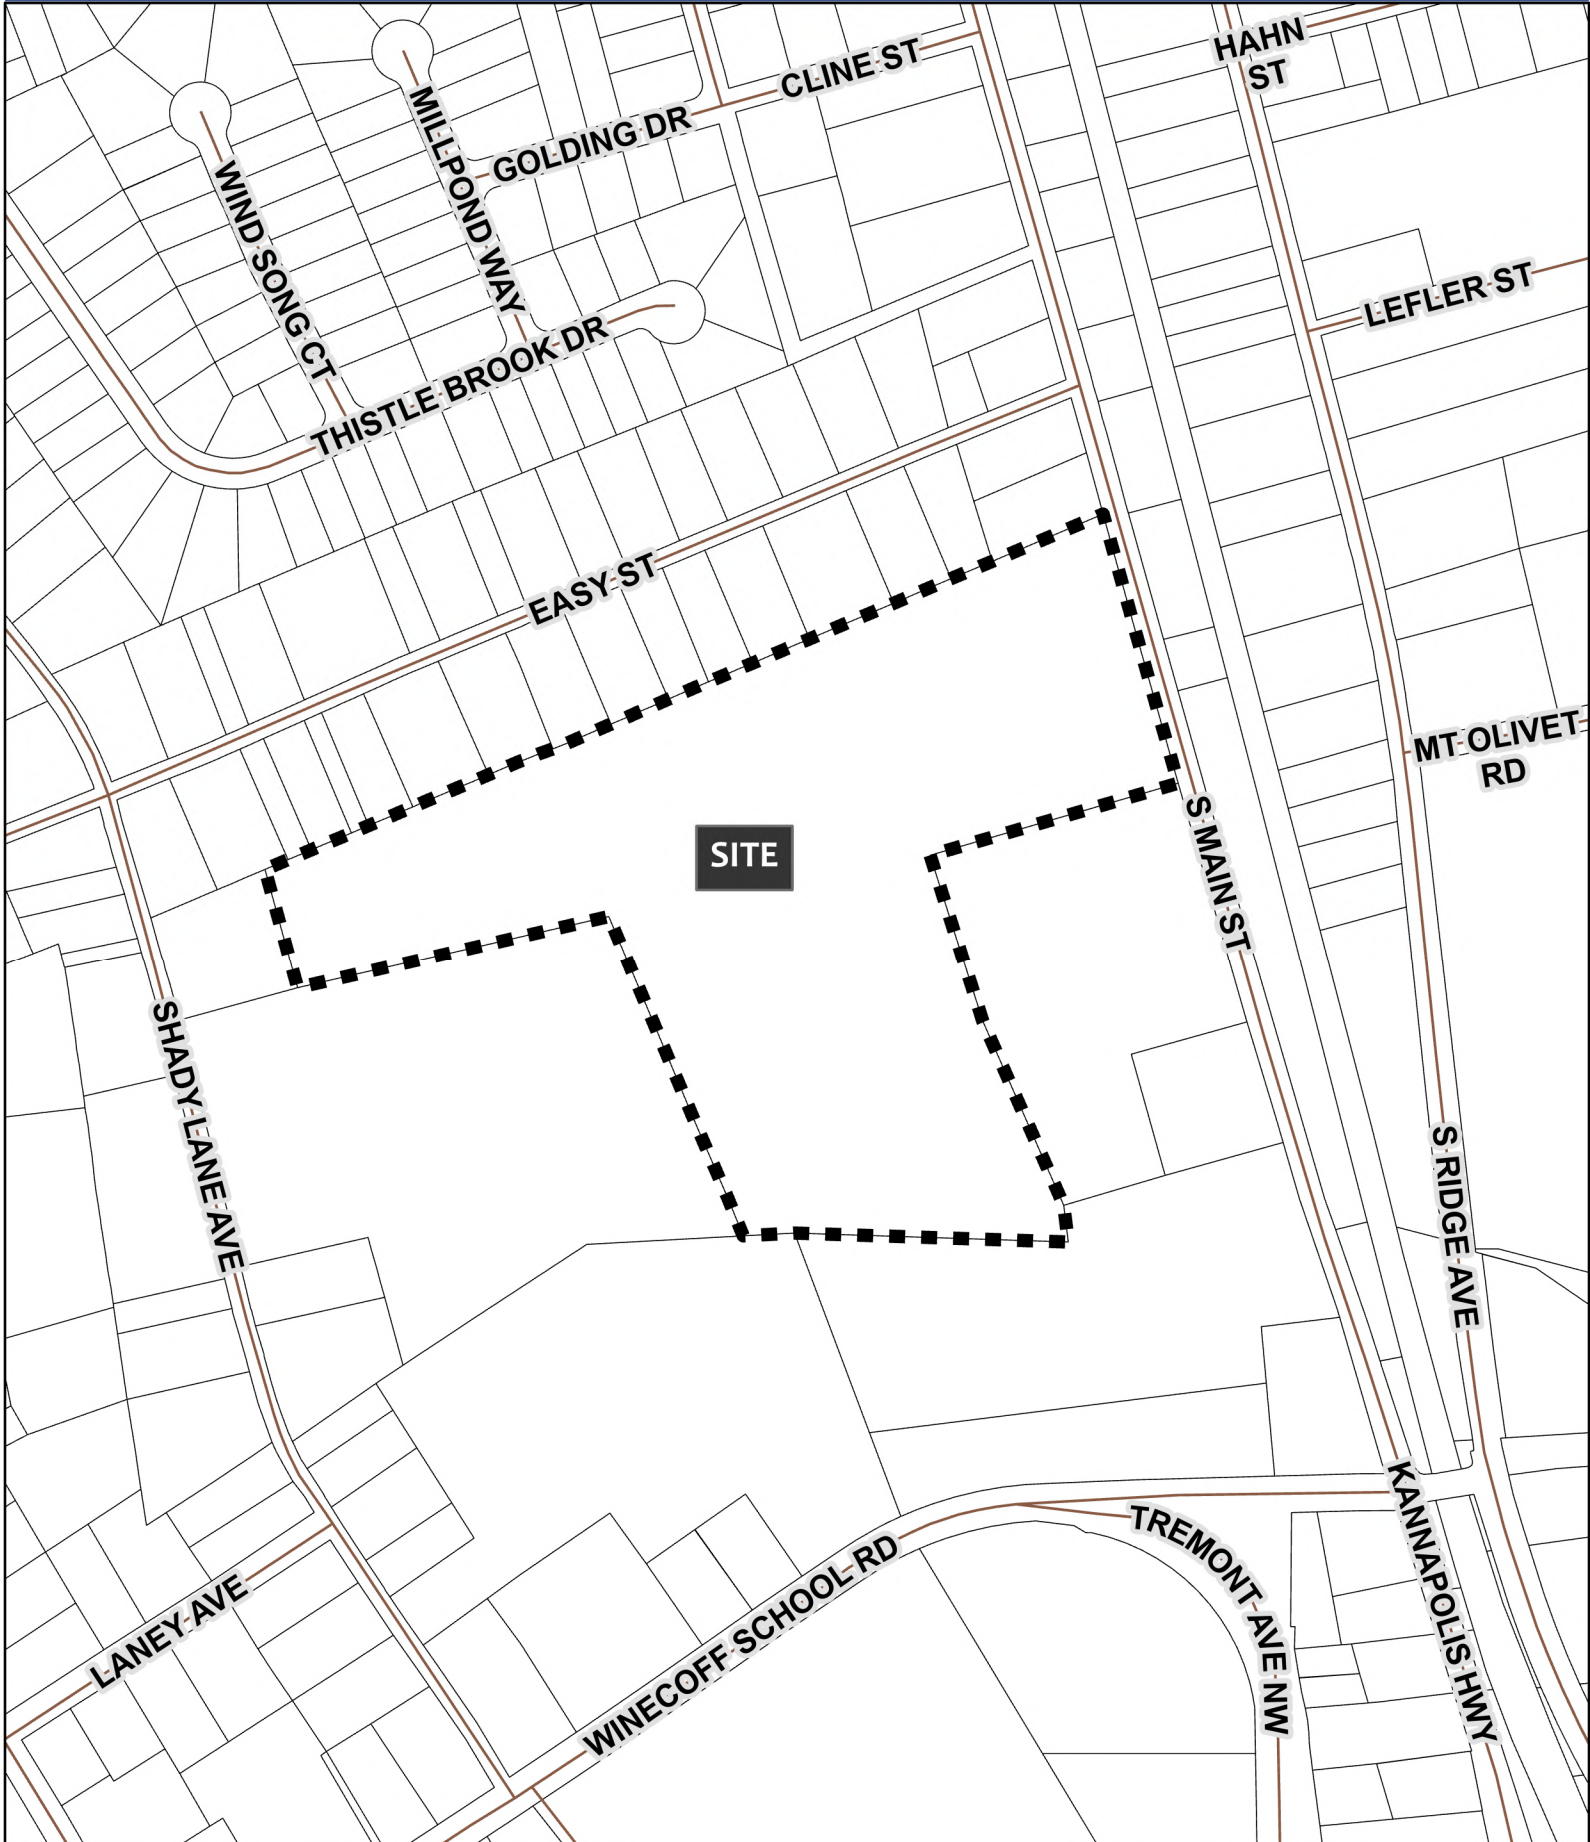 HAHN
ST
CLINE ST
GOLDING DR
MILLPOND WAY
WIND SONG CT
LEFLER ST
THISTLE BROOK DR
EASY ST
MT OLIVET
RD
SITE
S MAIN ST
SHADY LANE AVE
S RIDGE AVE
KANNAPOLIS HWY
TREMONT AVE NW
WINECOFF SCHOOL RD
LANEY AVE